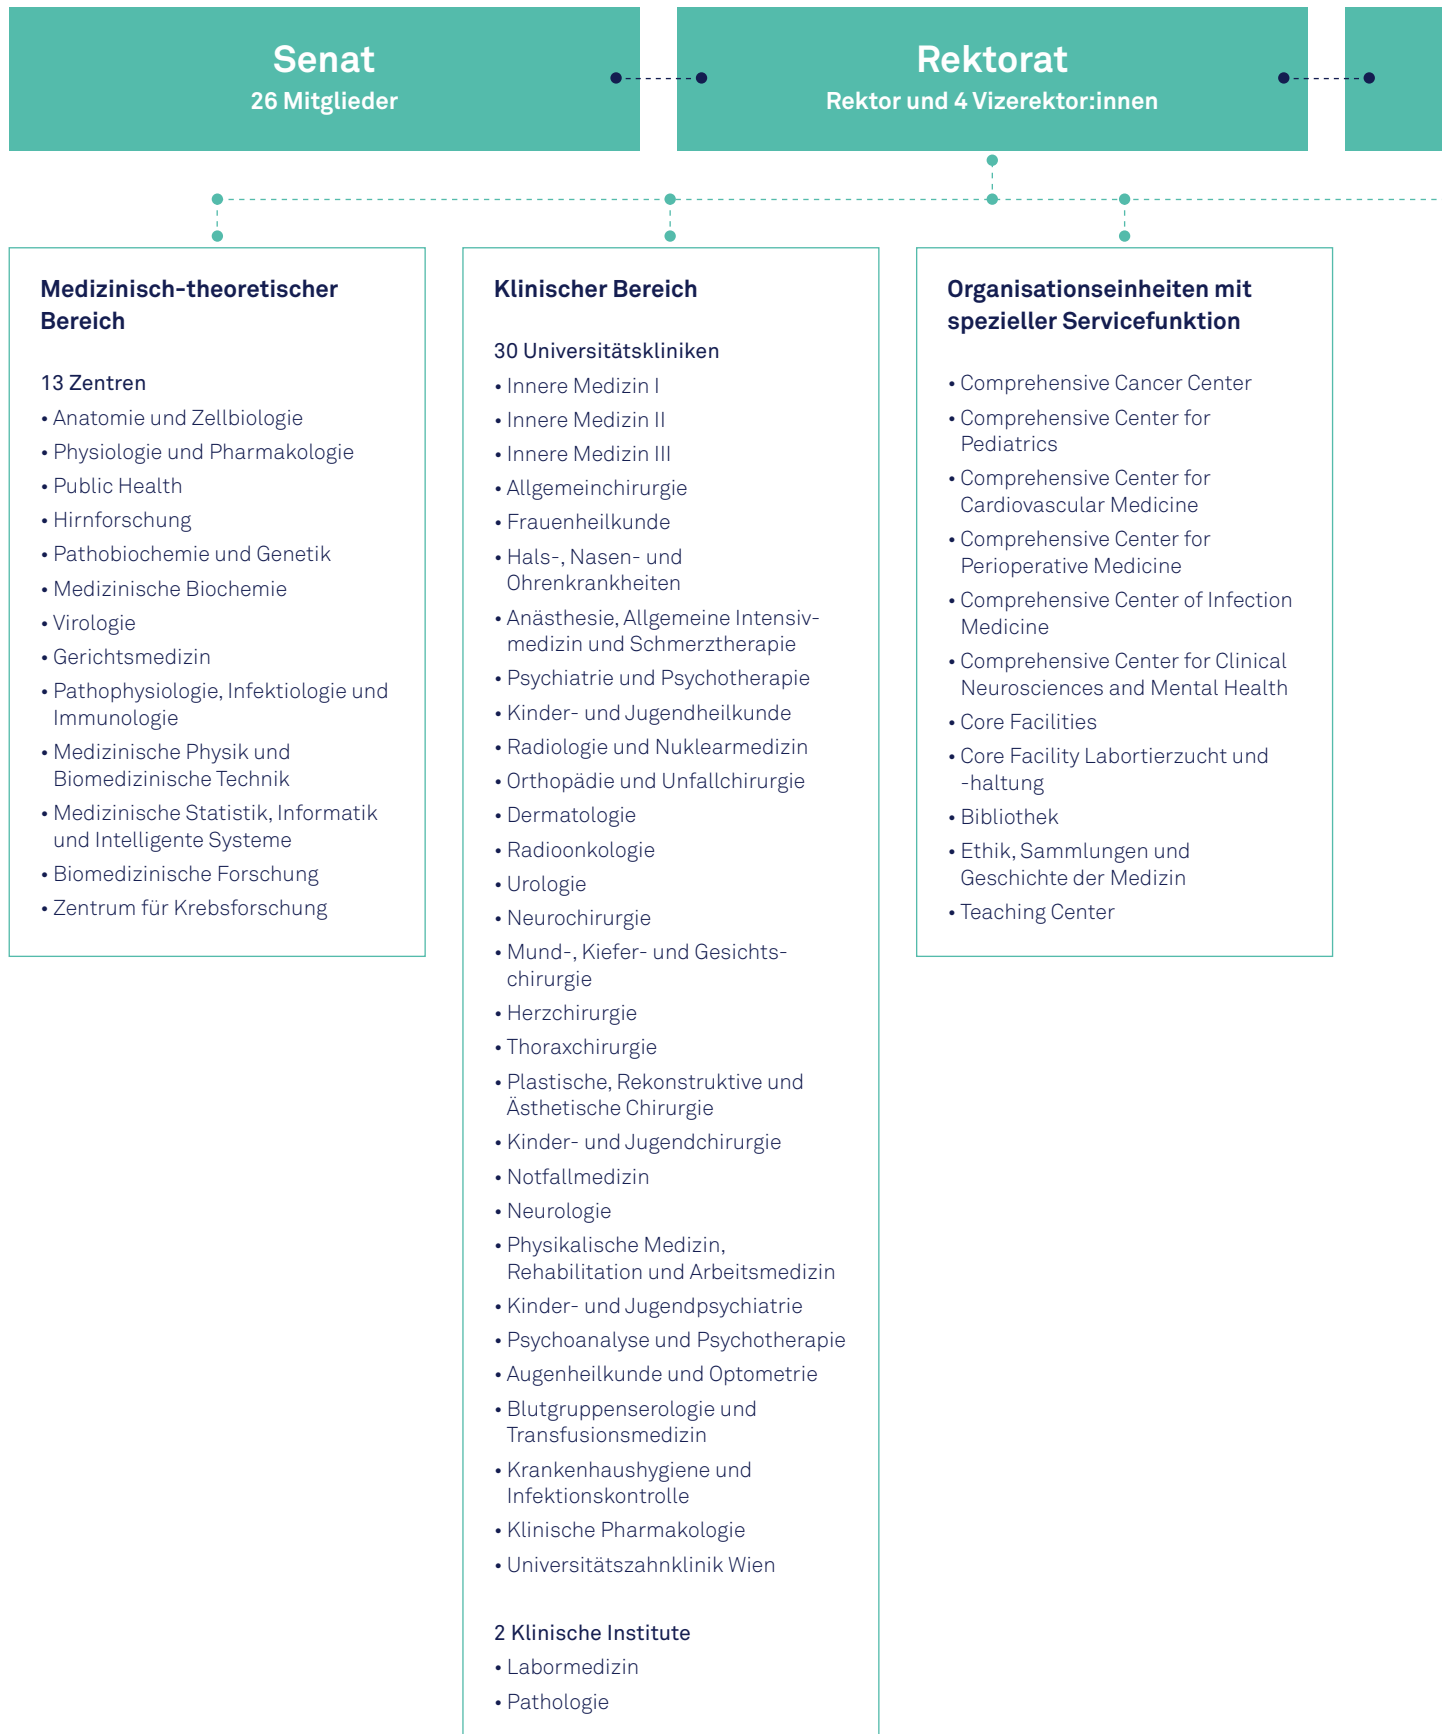 Senat
26 Mitglieder
Rektorat
Rektor und 4 Vizerektor:innen
Medizinisch-theoretischer
Bereich
13 Zentren
• Anatomie und Zellbiologie
• Physiologie und Pharmakologie
• Public Health
• Hirnforschung
• Pathobiochemie und Genetik
• Medizinische Biochemie
• Virologie
• Gerichtsmedizin
• Pathophysiologie, Infektiologie und
Immunologie
• Medizinische Physik und
Biomedizinische Technik
• Medizinische Statistik, Informatik
und Intelligente Systeme
• Biomedizinische Forschung
• Zentrum für Krebsforschung
Klinischer Bereich
30 Universitätskliniken
• Innere Medizin I
• Innere Medizin II
• Innere Medizin III
• Allgemeinchirurgie
• Frauenheilkunde
• Hals-, Nasen- und
Ohrenkrankheiten
• Anästhesie, Allgemeine Intensiv-
medizin und Schmerztherapie
• Psychiatrie und Psychotherapie
• Kinder- und Jugendheilkunde
• Radiologie und Nuklearmedizin
• Orthopädie und Unfallchirurgie
• Dermatologie
• Radioonkologie
• Urologie
• Neurochirurgie
• Mund-, Kiefer- und Gesichts-
chirurgie
• Herzchirurgie
• Thoraxchirurgie
• Plastische, Rekonstruktive und
Ästhetische Chirurgie
• Kinder- und Jugendchirurgie
• Notfallmedizin
• Neurologie
• Physikalische Medizin,
Rehabilitation und Arbeitsmedizin
• Kinder- und Jugendpsychiatrie
• Psychoanalyse und Psychotherapie
• Augenheilkunde und Optometrie
• Blutgruppenserologie und
Transfusionsmedizin
• Krankenhaushygiene und
Infektionskontrolle
• Klinische Pharmakologie
• Universitätszahnklinik Wien
2 Klinische Institute
• Labormedizin
• Pathologie
Organisationseinheiten mit
spezieller Servicefunktion
• Comprehensive Cancer Center
• Comprehensive Center for
Pediatrics
• Comprehensive Center for
Cardiovascular Medicine
• Comprehensive Center for
Perioperative Medicine
• Comprehensive Center of Infection
Medicine
• Comprehensive Center for Clinical
Neurosciences and Mental Health
• Core Facilities
• Core Facility Labortierzucht und
-haltung
• Bibliothek
• Ethik, Sammlungen und
Geschichte der Medizin
• Teaching Center